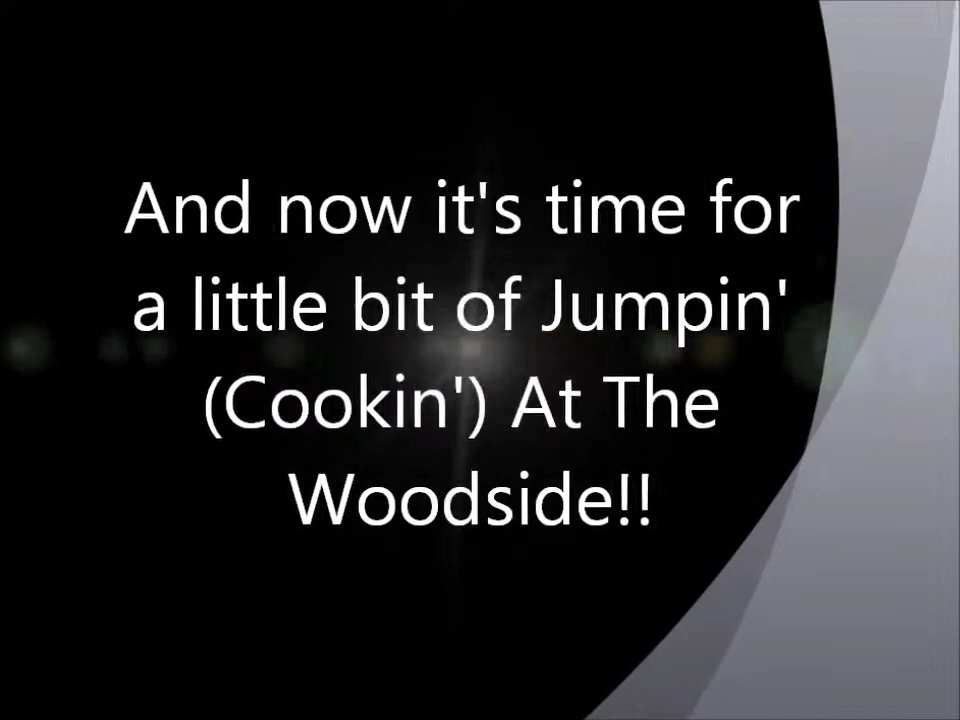 And now it's time for
a little bit of Jumpin'
(Cookin') At The
Woodside!!